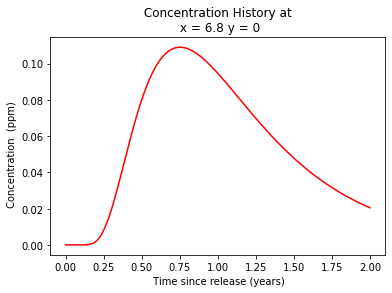 Concentration History at
x = 6.8 y = 0
Concentration (ppm)
0.10
0.08
0.06
0.04
0.02
0.00
0.00 0.25 0.50 0.75 1.00 1.25 1.50 1.75 2.00
Time since release (years)